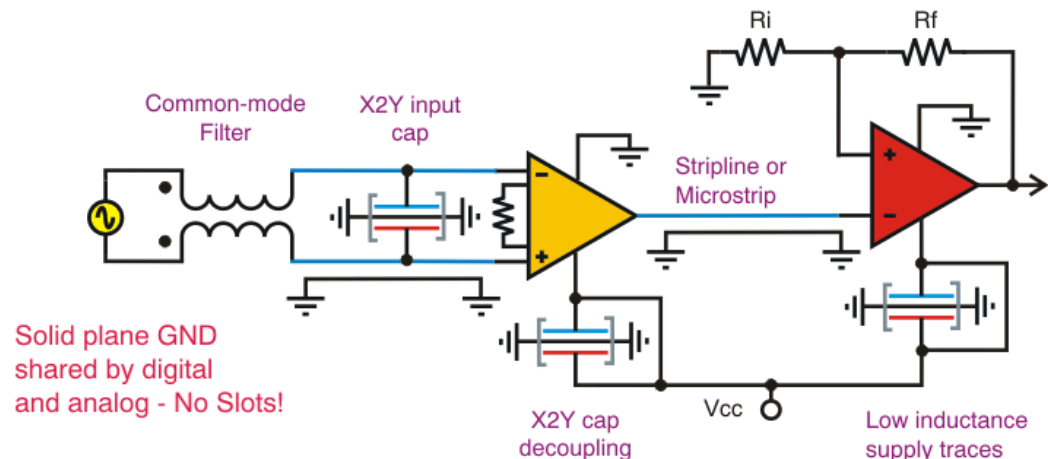 Ri
Rf
Common-mode
Filter
X2Y input
cap
Stripline or
Microstrip
−
+
+
−
Solid plane GND
shared by digital
and analog - No Slots!
Vcc
X2Y cap
decoupling
Low inductance
supply traces